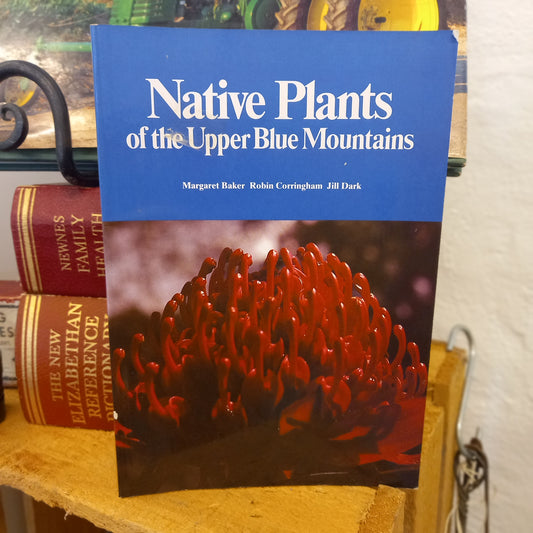 Native Plants
of the Upper Blue Mountains
Margaret Baker Robin Corringham Jill Dark
NEWNES
FAMILY
HEALTH
THE NEW
ELIZABETHAN
REFERENCE
DICTIONARY